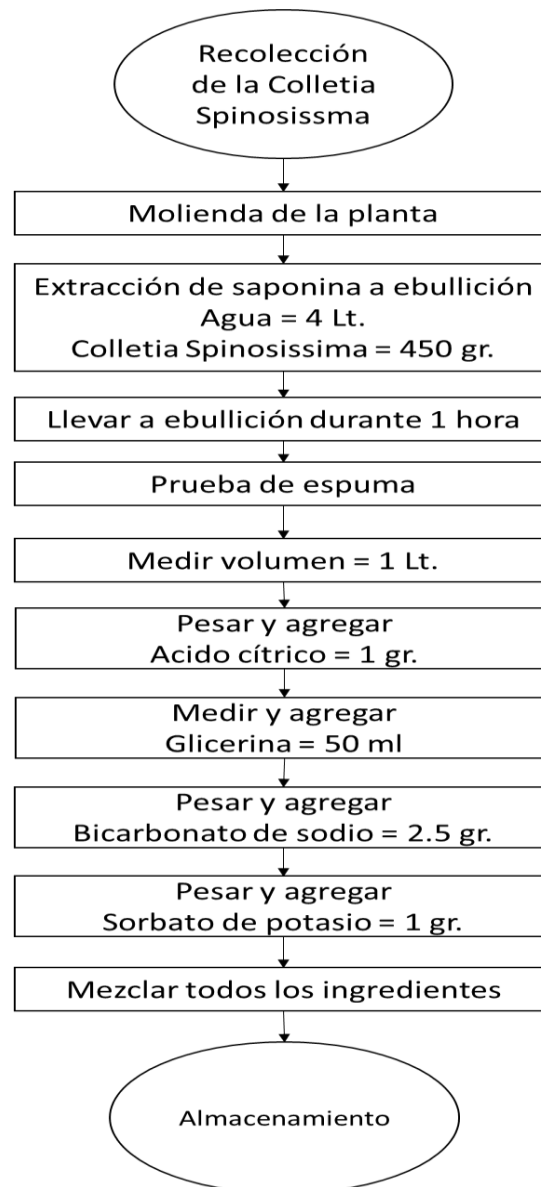 Recolección
de la Colletia
Spinosissma
Molienda de la planta
Extracción de saponina a ebullición
Agua = 4 Lt.
Colletia Spinosissima = 450 gr.
Llevar a ebullición durante 1 hora
Prueba de espuma
Medir volumen = 1 Lt.
Pesar y agregar
Acido cítrico = 1 gr.
Medir y agregar
Glicerina = 50 ml
Pesar y agregar
Bicarbonato de sodio = 2.5 gr.
Pesar y agregar
Sorbato de potasio = 1 gr.
Mezclar todos los ingredientes
Almacenamiento